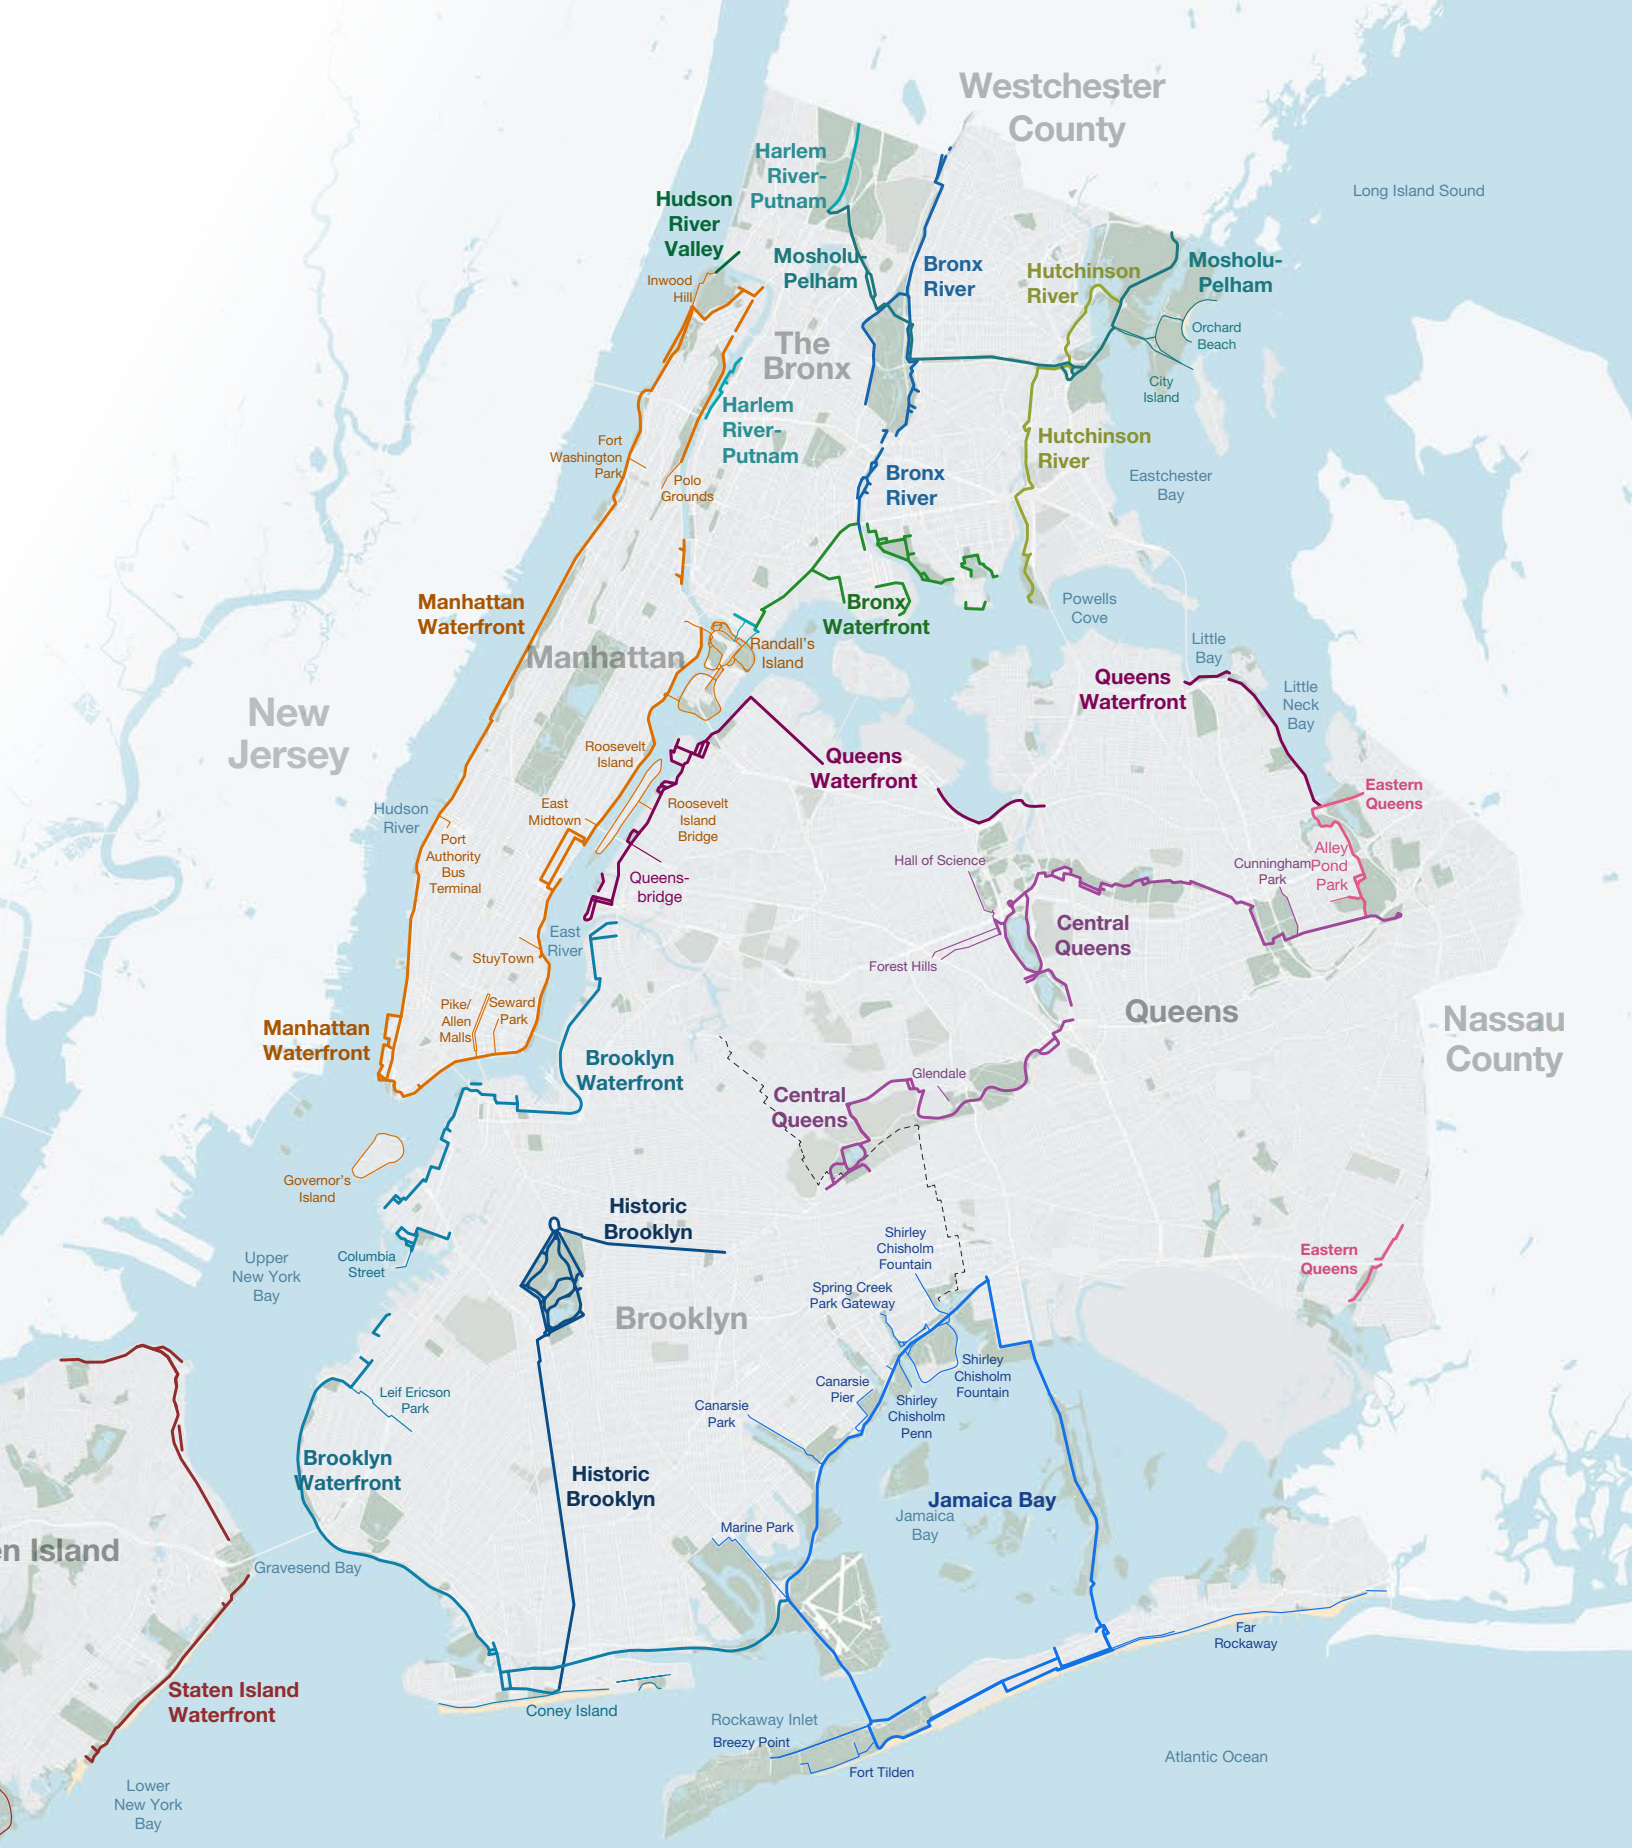 Westchester
County
Long Island Sound
Harlem
River-
Putnam
Hudson
River
Valley
Mosholu-
Pelham
Bronx
River
Hutchinson
River
Mosholu-
Pelham
Inwood
Hill
Orchard
Beach
The
Bronx
City
Island
Harlem
River-
Putnam
Fort
Washington
Park
Hutchinson
River
Polo
Grounds
Bronx
River
Eastchester
Bay
Manhattan
Waterfront
Bronx
Waterfront
Powells
Cove
Manhattan
Randall's
Island
Little
Bay
Queens
Waterfront
Little
Neck
Bay
New
Jersey
Roosevelt
Island
Queens
Waterfront
Eastern
Queens
Hudson
River
East
Midtown
Roosevelt
Island
Bridge
Port
Authority
Bus
Terminal
Hall of Science
Cunningham
Park
Alley
Pond
Park
Queens-
bridge
Central
Queens
East
River
StuyTown
Forest Hills
Pike/
Allen
Malls
Seward
Park
Queens
Nassau
County
Manhattan
Waterfront
Brooklyn
Waterfront
Glendale
Central
Queens
Governor's
Island
Historic
Brooklyn
Upper
New York
Bay
Columbia
Street
Shirley
Chisholm
Fountain
Eastern
Queens
Spring Creek
Park Gateway
Brooklyn
Shirley
Chisholm
Fountain
Canarsie
Pier
Leif Ericson
Park
Canarsie
Park
Shirley
Chisholm
Penn
Brooklyn
Waterfront
Historic
Brooklyn
Jamaica Bay
Jamaica
Bay
Marine Park
en Island
Gravesend Bay
Far
Rockaway
Staten Island
Waterfront
Coney Island
Rockaway Inlet
Breezy Point
Fort Tilden
Atlantic Ocean
Lower
New York
Bay